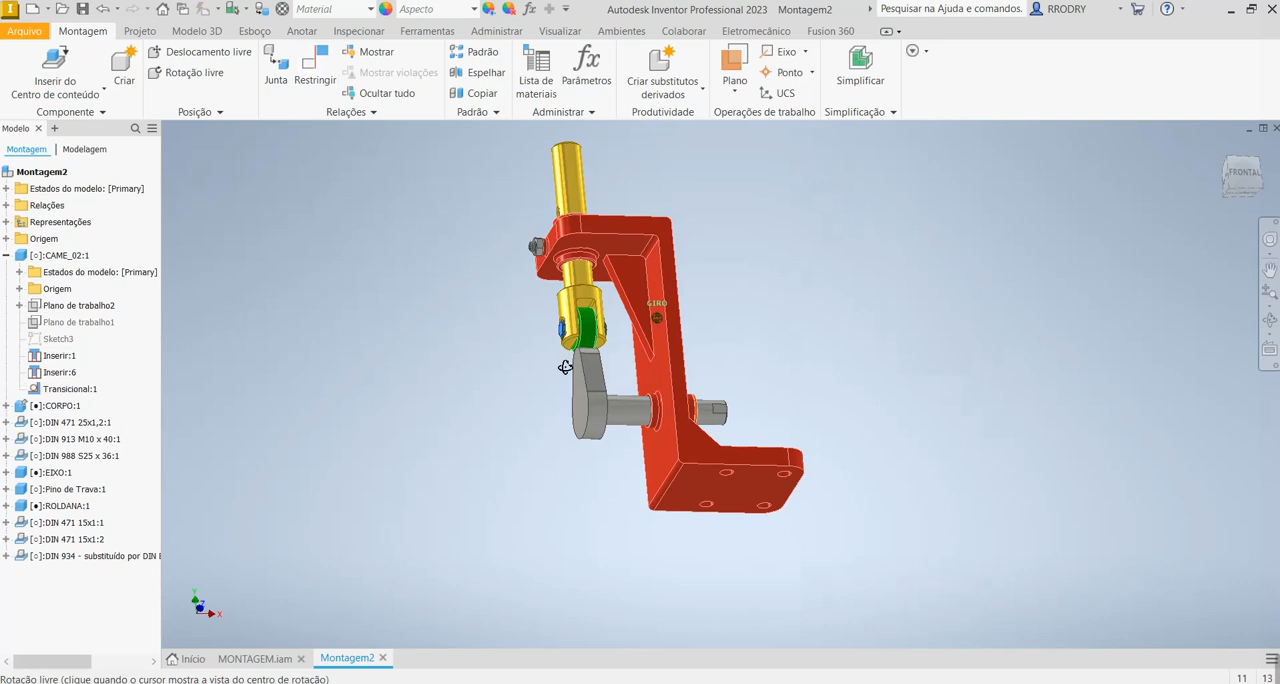 Material
Aspecto
Autodesk Inventor Professional 2023 Montagem2
Pesquisar na Ajuda e comandos.
RRODRY
Arquivo Montagem Projeto Modelo 3D Esboço Anotar Inspecionar Ferramentas Administrar Visualizar Ambientes Colaborar Eletromecânico Fusion 360
Inserir do
Centro de conteúdo
Criar
Deslocamento livre
Rotação livre
Junta
Restringir
Mostrar
Mostrar violações
Ocultar tudo
Padrão
Espelhar
Copiar
Lista de
materiais
Parâmetros
Criar substitutos
derivados
Plano
Eixo
Ponto
UCS
Simplificar
Componente Posição Relações Padrão Administrar Produtividade Operações de trabalho Simplificação
Modelo
Montagem Modelagem
Montagem2
Estados do modelo: [Primary]
Relações
Representações
Origem
[○]:CAME_02:1
Estados do modelo: [Primary]
Origem
Plano de trabalho2
Plano de trabalho1
Sketch3
Inserir:1
Inserir:6
Transicional:1
[●]:CORPO:1
[○]:DIN 471 25x1,2:1
[○]:DIN 913 M10 x 40:1
[○]:DIN 988 S25 x 36:1
[●]:EIXO:1
[○]:Pino de Trava:1
[●]:ROLDANA:1
[○]:DIN 471 15x1:1
[○]:DIN 471 15x1:2
[○]:DIN 934 - substituído por DIN E
GIRO
FRONTAL
Y
Z
X
Início MONTAGEM.iam Montagem2
Rotação livre (clique quando o cursor mostra a vista do centro de rotação)
11 13